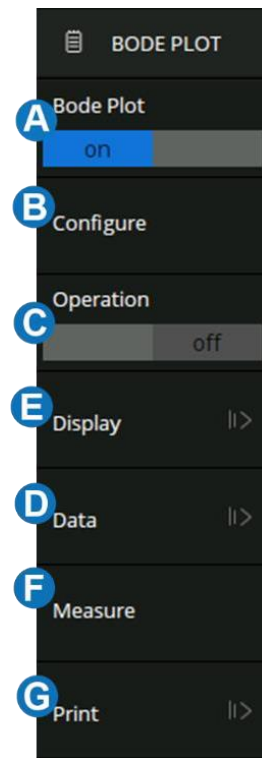 BODE PLOT
A
Bode Plot
on
B
Configure
Operation
C
off
E
Display
D
Data
F
Measure
G
Print